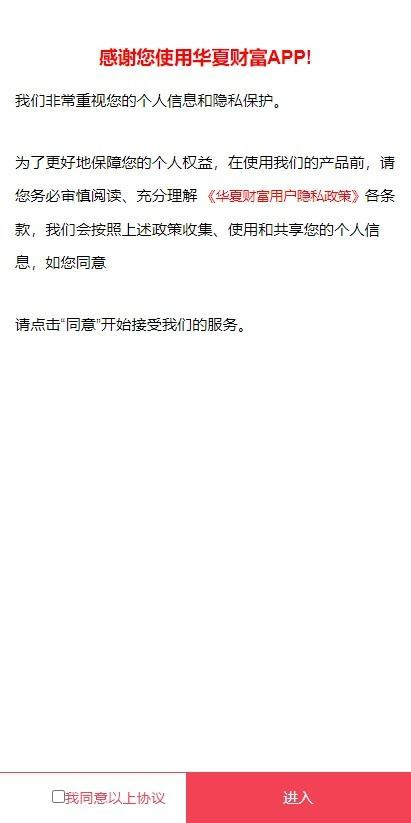 感谢您使用华夏财富APP!
我们非常重视您的个人信息和隐私保护。
为了更好地保障您的个人权益，在使用我们的产品前，请
您务必审慎阅读、充分理解 《华夏财富用户隐私政策》各条
款，我们会按照上述政策收集、使用和共享您的个人信
息，如您同意
请点击“同意”开始接受我们的服务。
我同意以上协议
进入